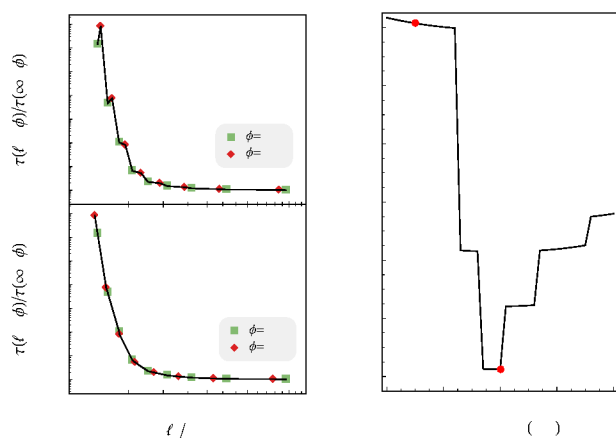 τ(ℓ ϕ)/τ(∞ ϕ)
ϕ=
ϕ=
τ(ℓ ϕ)/τ(∞ ϕ)
ϕ=
ϕ=
ℓ /
( )